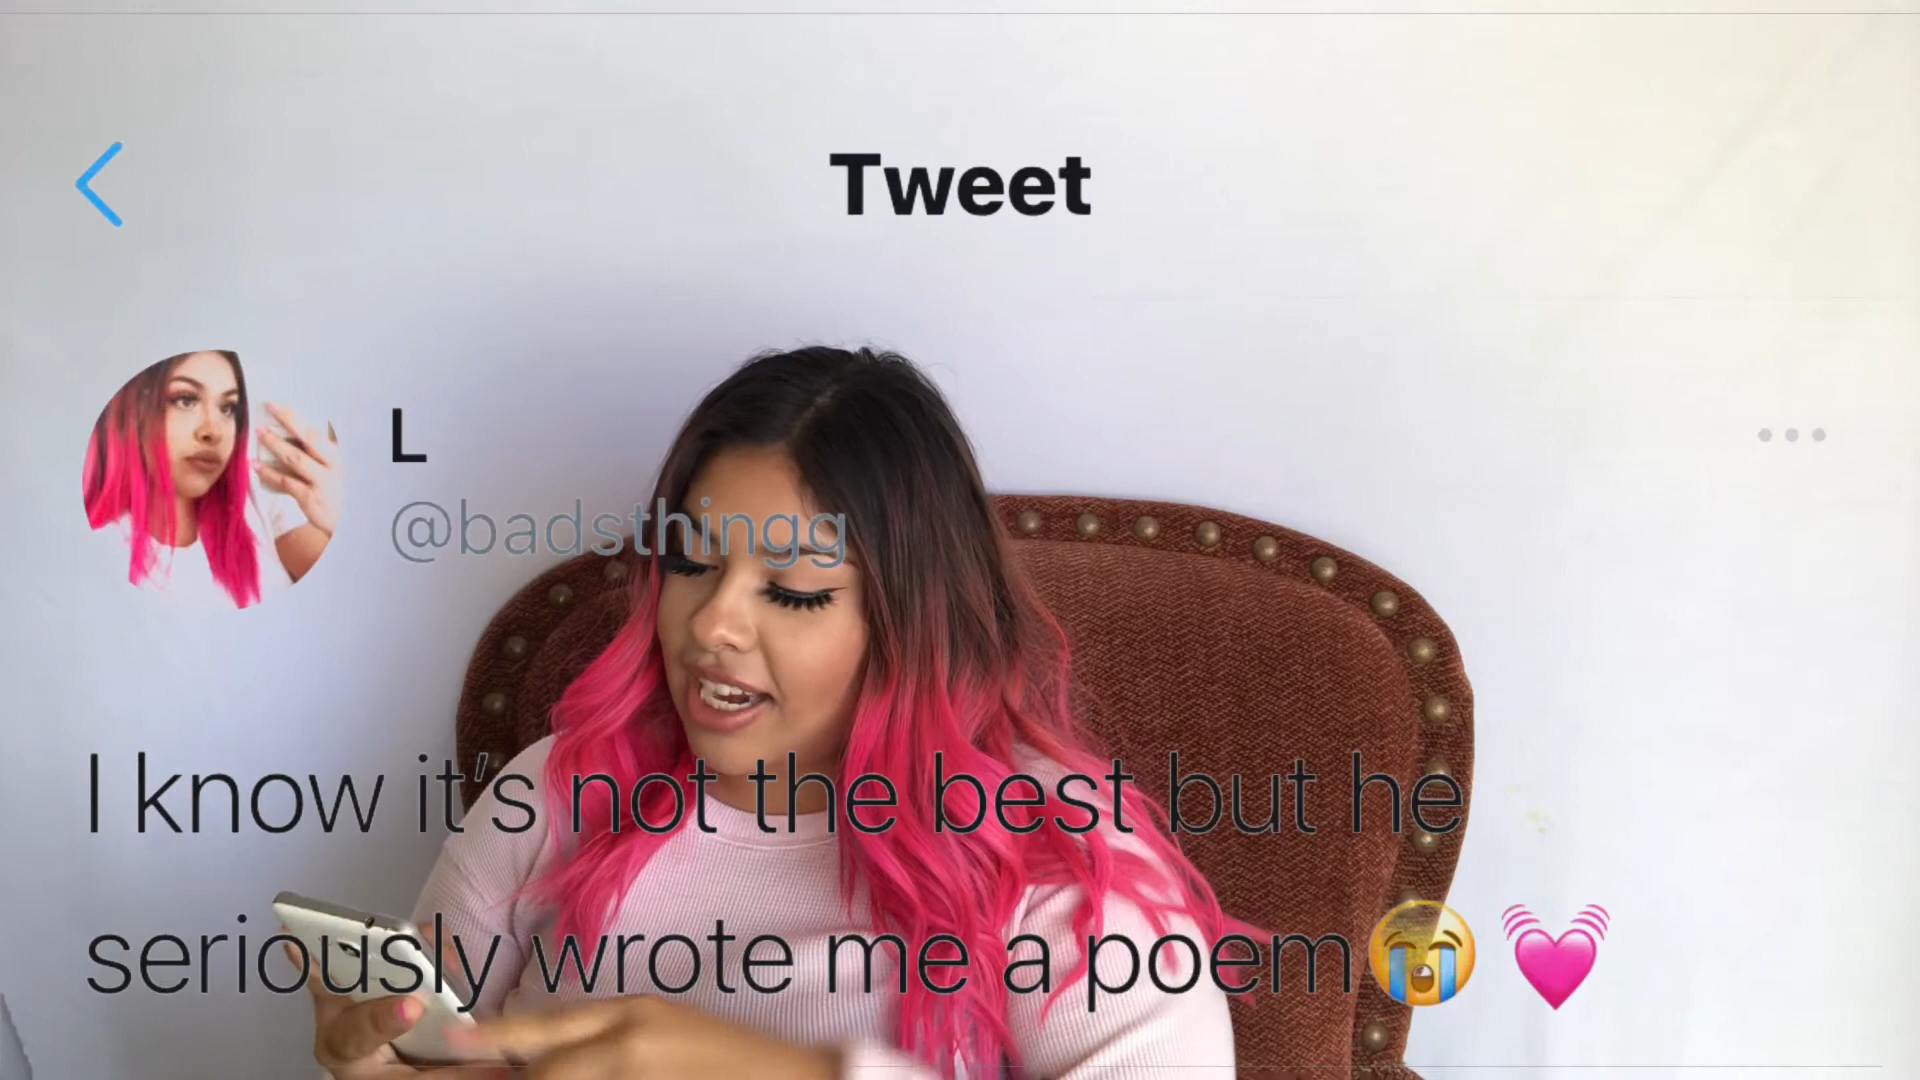 Tweet
L
@badsthingg
I know it's not the best but he
seriously wrote me a poem😭💓